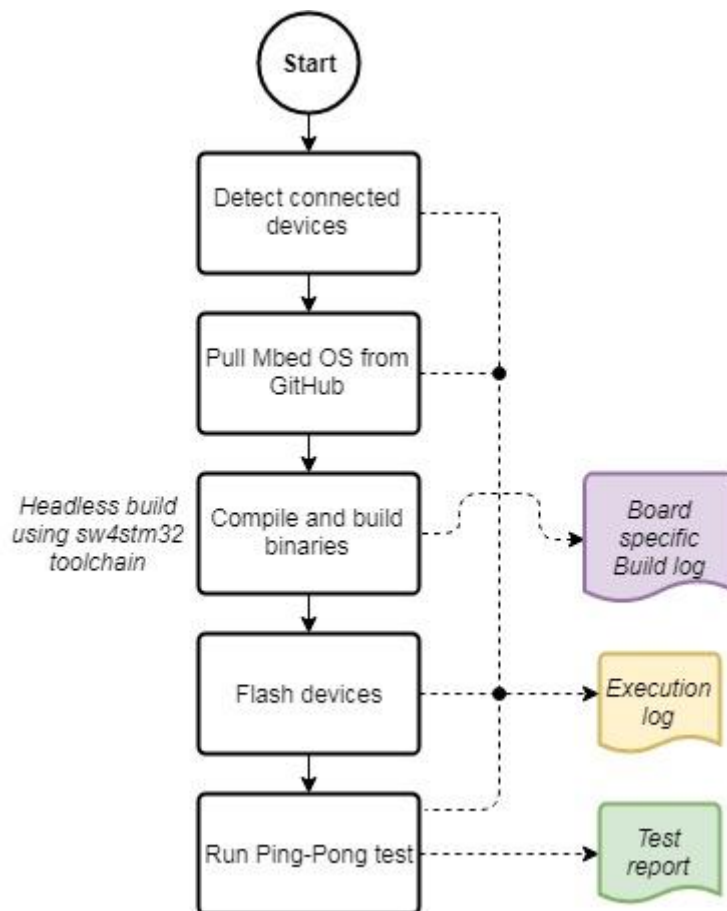 Start
Detect connected
devices
Pull Mbed OS from
GitHub
Headless build
using sw4stm32
toolchain
Compile and build
binaries
Board
specific
Build log
Flash devices
Execution
log
Run Ping-Pong test
Test
report